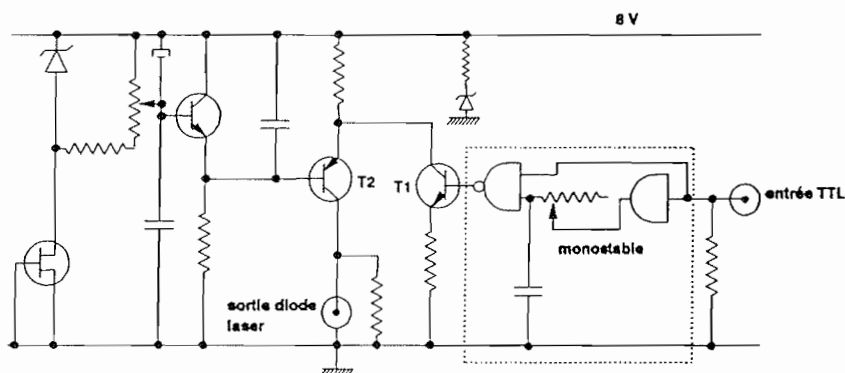 8 V
T2
T1
entrée TTL
monostable
sortie diode
laser